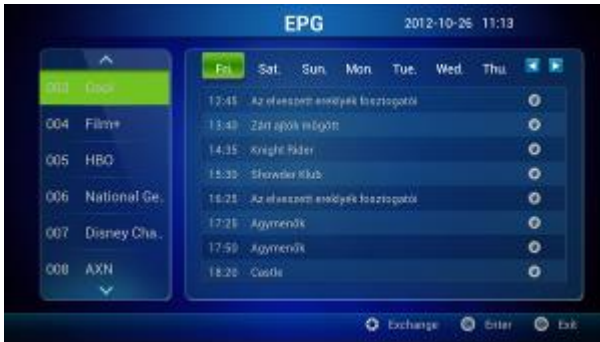 EPG
2012-10-26 11:13
Fri. Sat. Sun. Mon. Tue. Wed. Thu.
003 Cool
004 Film+
005 HBO
006 National Ge..
007 Disney Cha..
008 AXN
12:45 Az elveszett ereklyék fosztogatói
13:40 Zárt ajtók mögött
14:35 Knight Rider
15:30 Showder Klub
16:25 Az elveszett ereklyék fosztogatói
17:25 Agymenők
17:50 Agymenők
18:20 Castle
Exchange Enter Exit